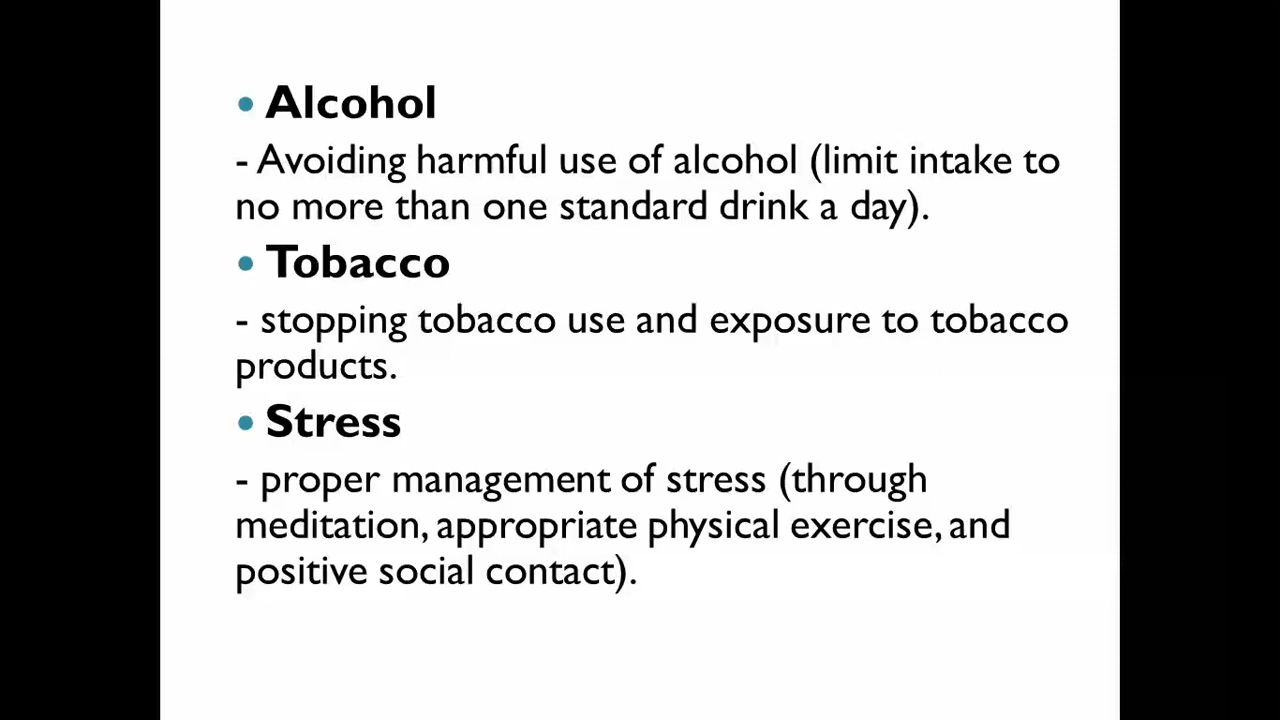 • Alcohol
- Avoiding harmful use of alcohol (limit intake to
no more than one standard drink a day).
• Tobacco
- stopping tobacco use and exposure to tobacco
products.
• Stress
- proper management of stress (through
meditation, appropriate physical exercise, and
positive social contact).